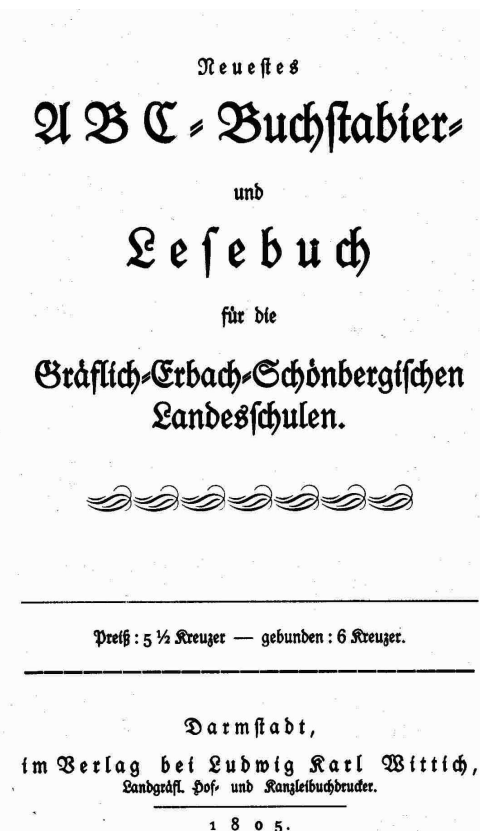 Neuestes
A B C - Buchstabier-
und
Lesebuch
für die
Gräflich-Erbach-Schönbergischen
Landesschulen.
Preiß : 5 ½ Kreuzer — gebunden : 6 Kreuzer.
Darmstadt,
im Verlag bei Ludwig Karl Wittich,
Landgräfl. Hof- und Kanzleibuchdrucker.
1 8 0 5.